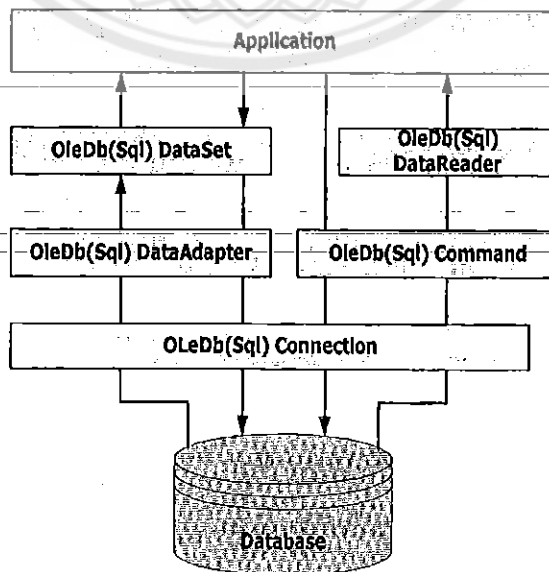 Application
OleDb(Sql) DataSet
OleDb(Sql)
DataReader
OleDb(Sql) DataAdapter
OleDb(Sql) Command
OLeDb(Sql) Connection
Database